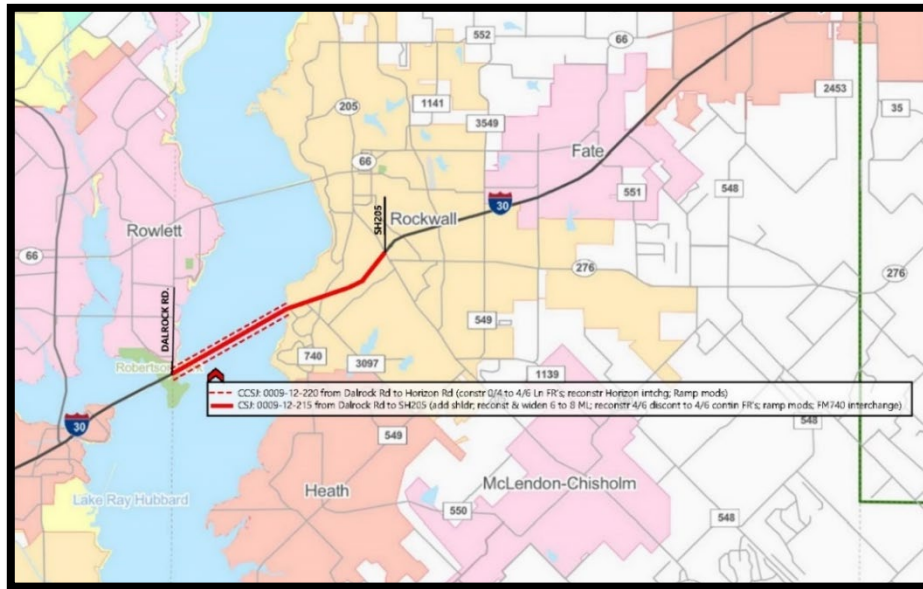 552
66
2453
35
205
1141
3549
Fate
66
551
548
30
Rowlett
SH205
Rockwall
66
276
276
DALROCK RD.
549
740
3097
1139
CCSJ: 0009-12-220 from Dalrock Rd to Horizon Rd (constr 0/4 to 4/6 Ln FR's; reconstr Horizon intchg; Ramp mods)
CSJ: 0009-12-215 from Dalrock Rd to SH205 (add shldr; reconst & widen 6 to 8 ML; reconstr 4/6 discont to 4/6 contin FR's; ramp mods; FM740 interchange)
30
549
548
Lake Ray Hubbard
Heath
McLendon-Chisholm
550
548